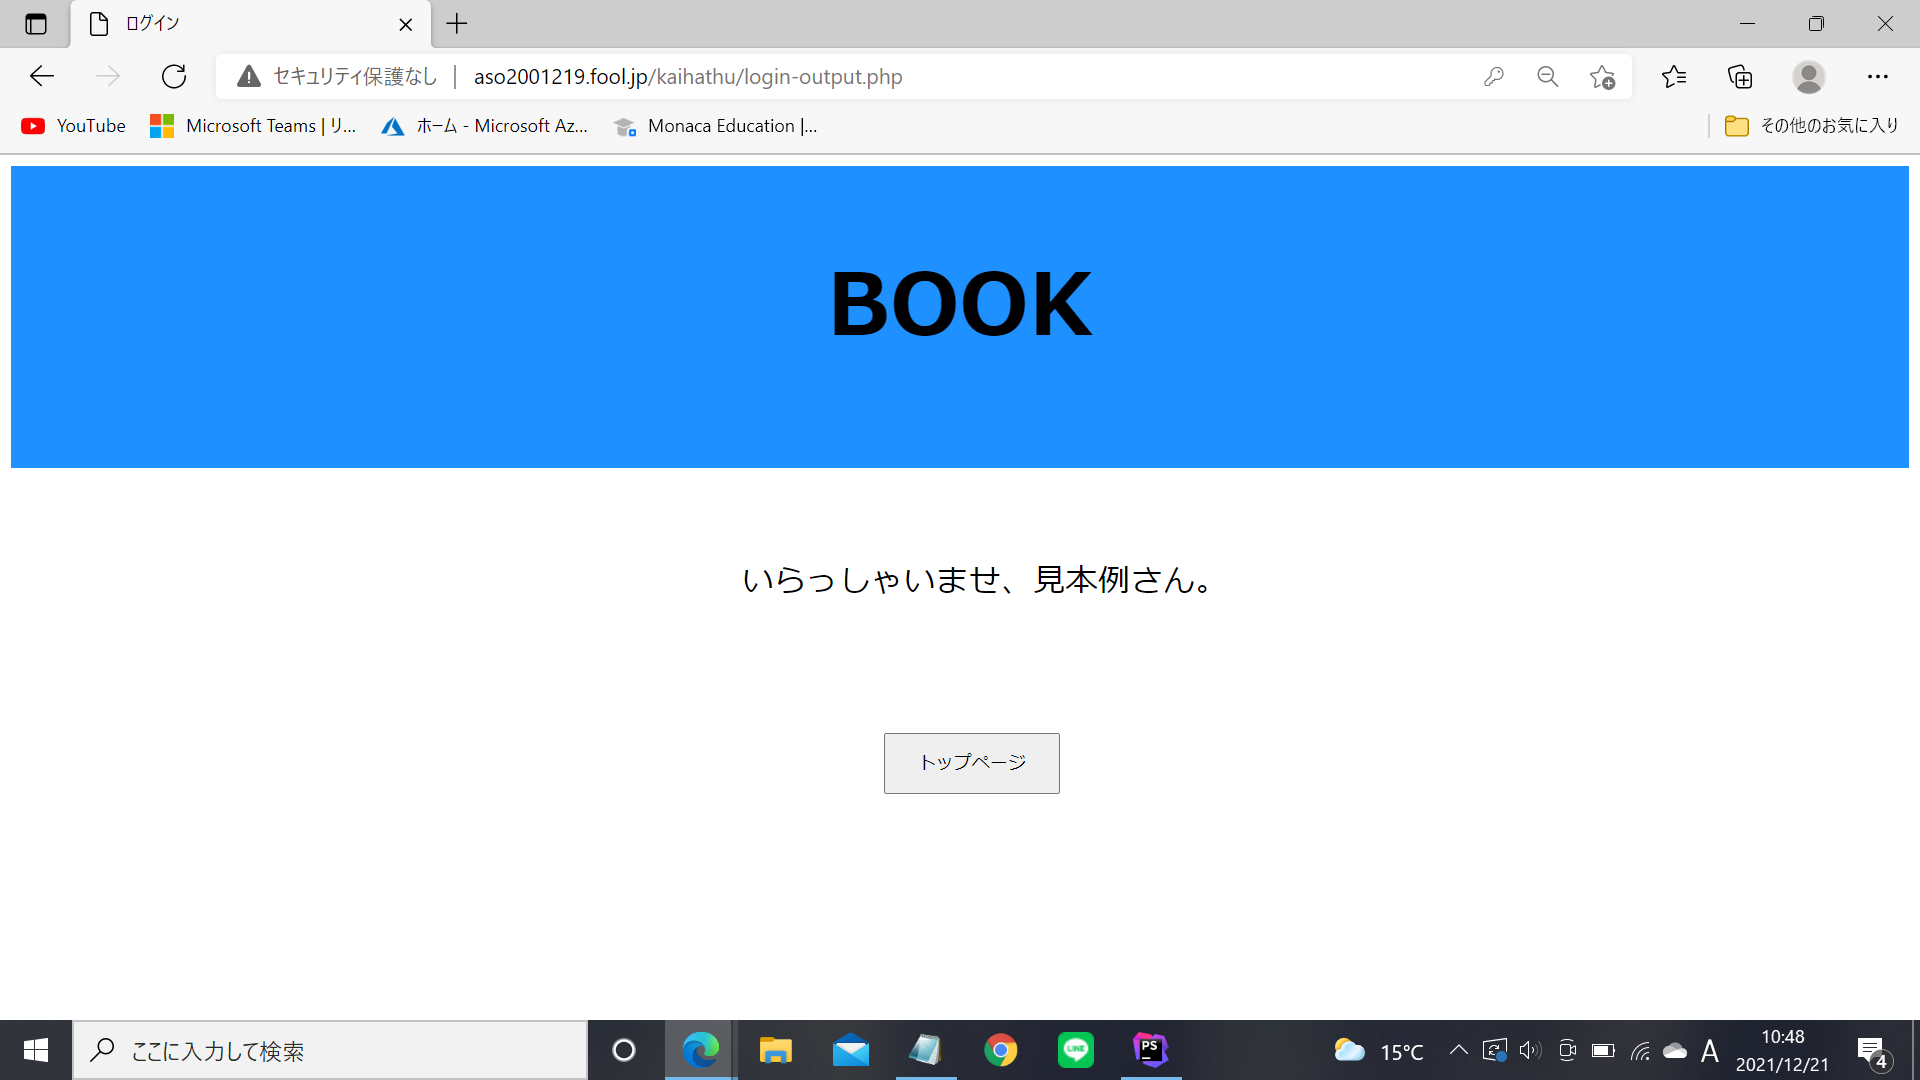 ログイン
セキュリティ保護なし
aso2001219.fool.jp/kaihathu/login-output.php
YouTube
Microsoft Teams | リ...
ホーム - Microsoft Az...
Monaca Education |...
その他のお気に入り
BOOK
いらっしゃいませ、見本例さん。
トップページ
ここに入力して検索
LINE
PS
15°C
A
10:48
2021/12/21
4